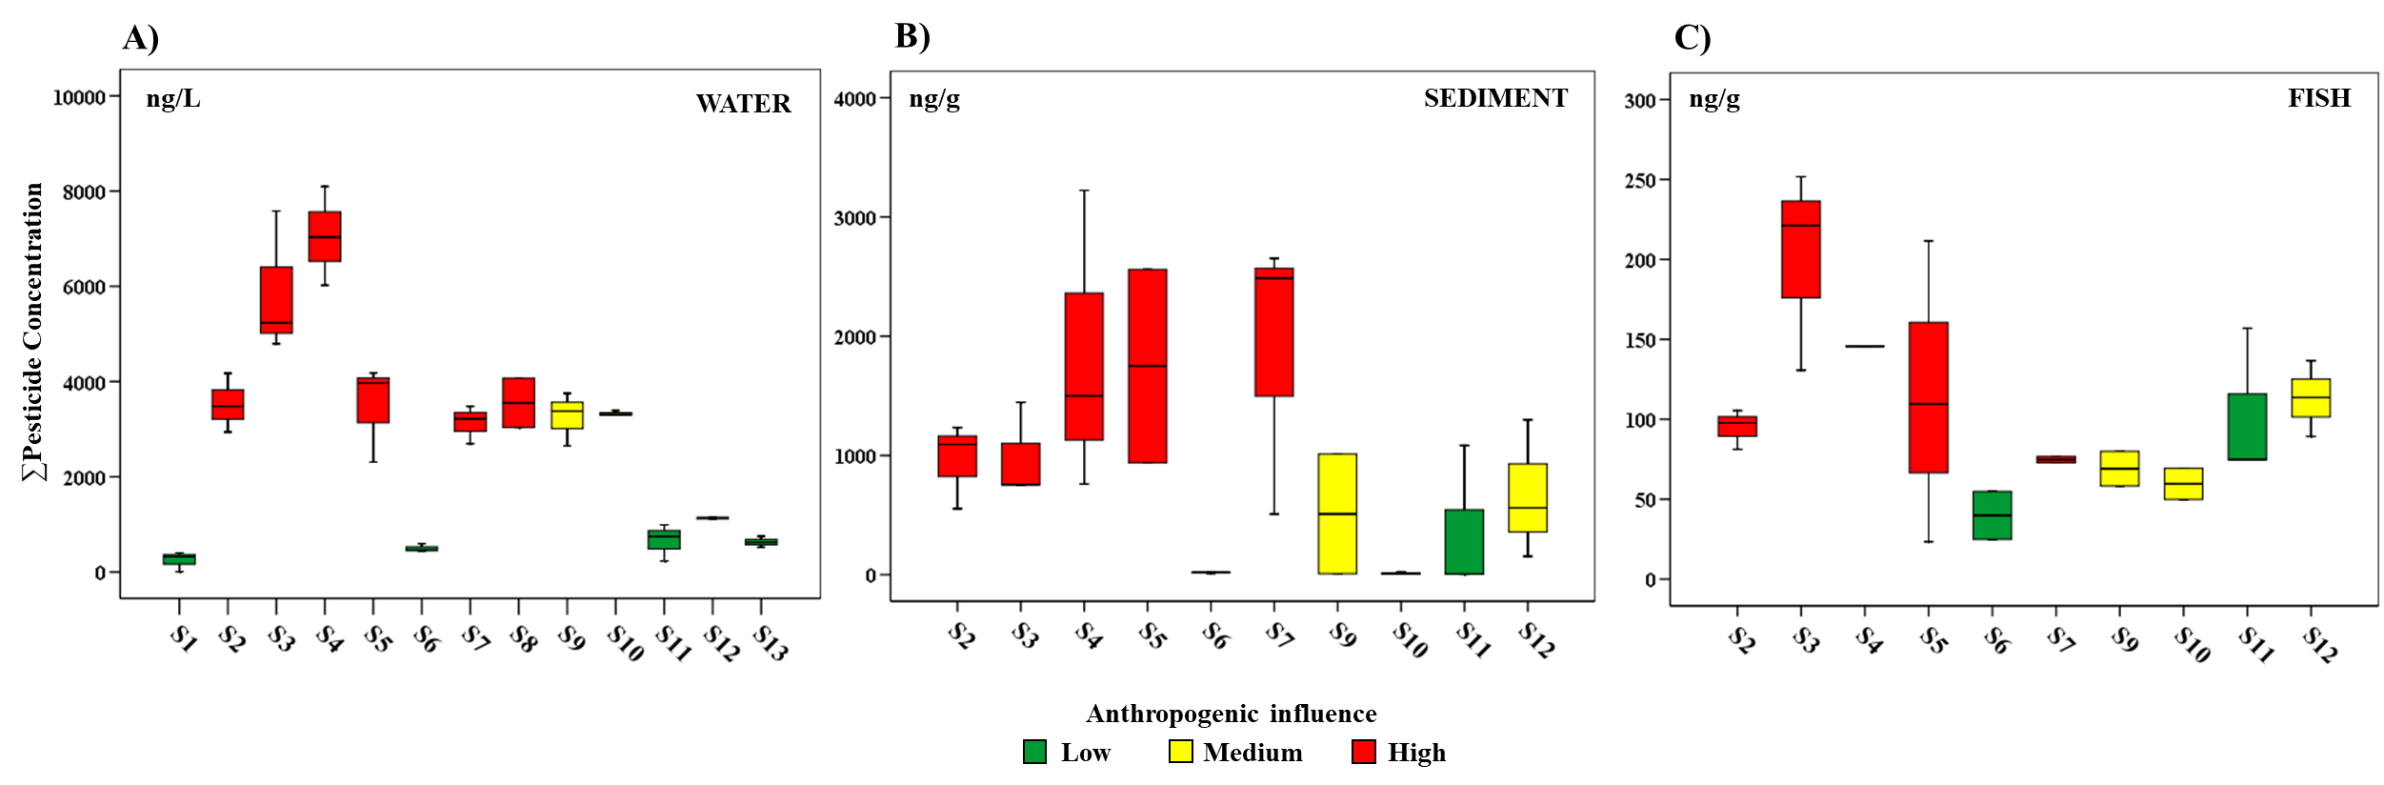 A)
ng/L
WATER
∑Pesticide Concentration
10000
8000
6000
4000
2000
0
S1 S2 S3 S4 S5 S6 S7 S8 S9 S10 S11 S12 S13
B)
ng/g
SEDIMENT
4000
3000
2000
1000
0
S2 S3 S4 S5 S6 S7 S9 S10 S11 S12
C)
ng/g
FISH
300
250
200
150
100
50
0
S2 S3 S4 S5 S6 S7 S9 S10 S11 S12
Anthropogenic influence
Low Medium High